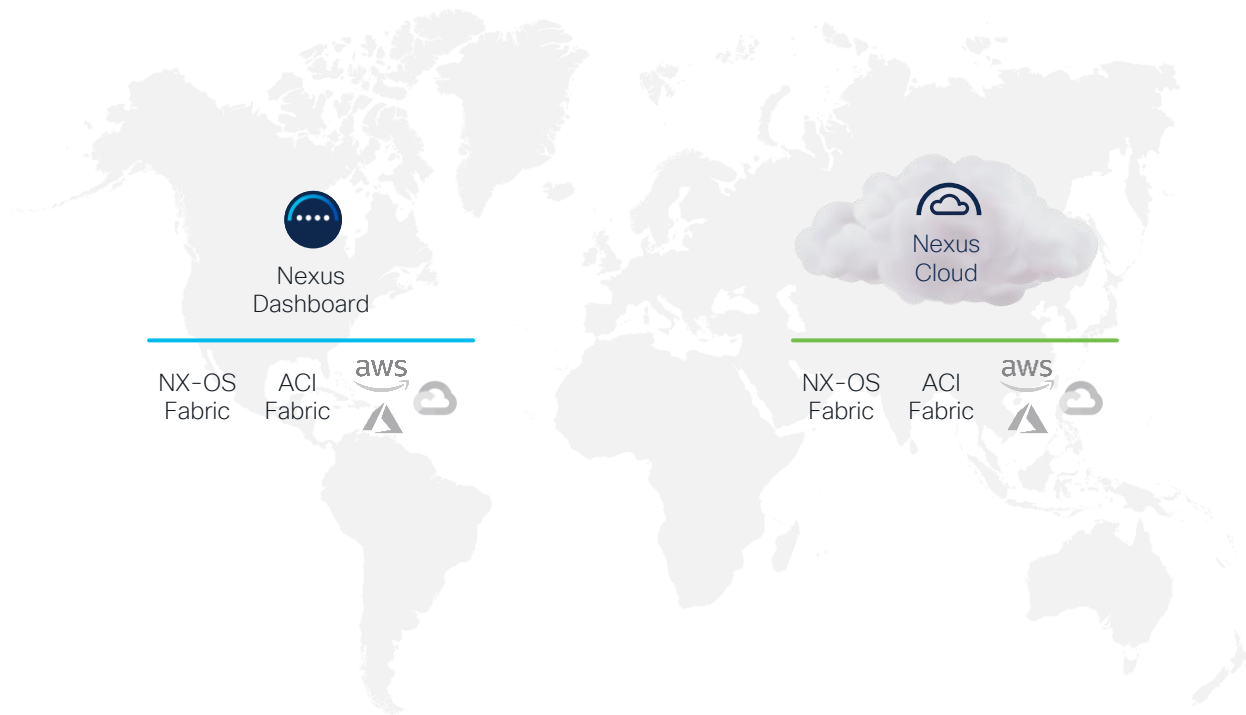 Nexus
Dashboard
NX-OS
Fabric
ACI
Fabric
aws
Nexus
Cloud
NX-OS
Fabric
ACI
Fabric
aws